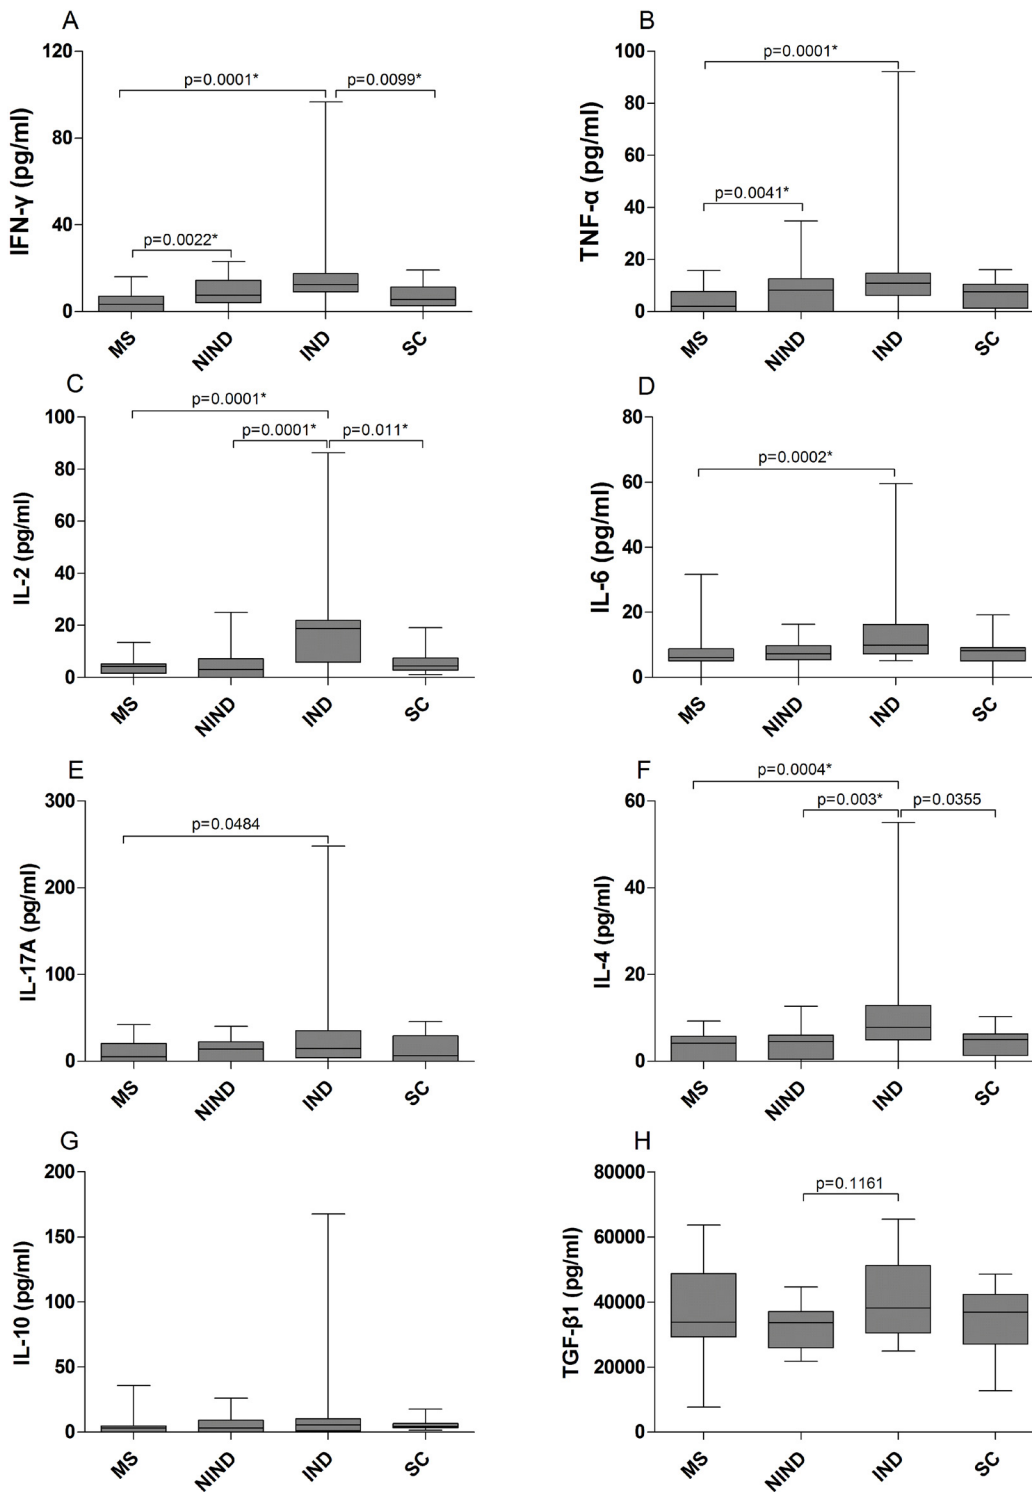 A
IFN-γ (pg/ml)
120
80
40
0
p=0.0001*
p=0.0099*
p=0.0022*
MS
NIND
IND
SC
B
TNF-α (pg/ml)
100
80
60
40
20
0
p=0.0001*
p=0.0041*
MS
NIND
IND
SC
C
IL-2 (pg/ml)
100
80
60
40
20
0
p=0.0001*
p=0.0001*
p=0.011*
MS
NIND
IND
SC
D
IL-6 (pg/ml)
80
60
40
20
0
p=0.0002*
MS
NIND
IND
SC
E
IL-17A (pg/ml)
300
200
100
0
p=0.0484
MS
NIND
IND
SC
F
IL-4 (pg/ml)
60
40
20
0
p=0.0004*
p=0.003*
p=0.0355
MS
NIND
IND
SC
G
IL-10 (pg/ml)
200
150
100
50
0
MS
NIND
IND
SC
H
TGF-β1 (pg/ml)
80000
60000
40000
20000
0
p=0.1161
MS
NIND
IND
SC